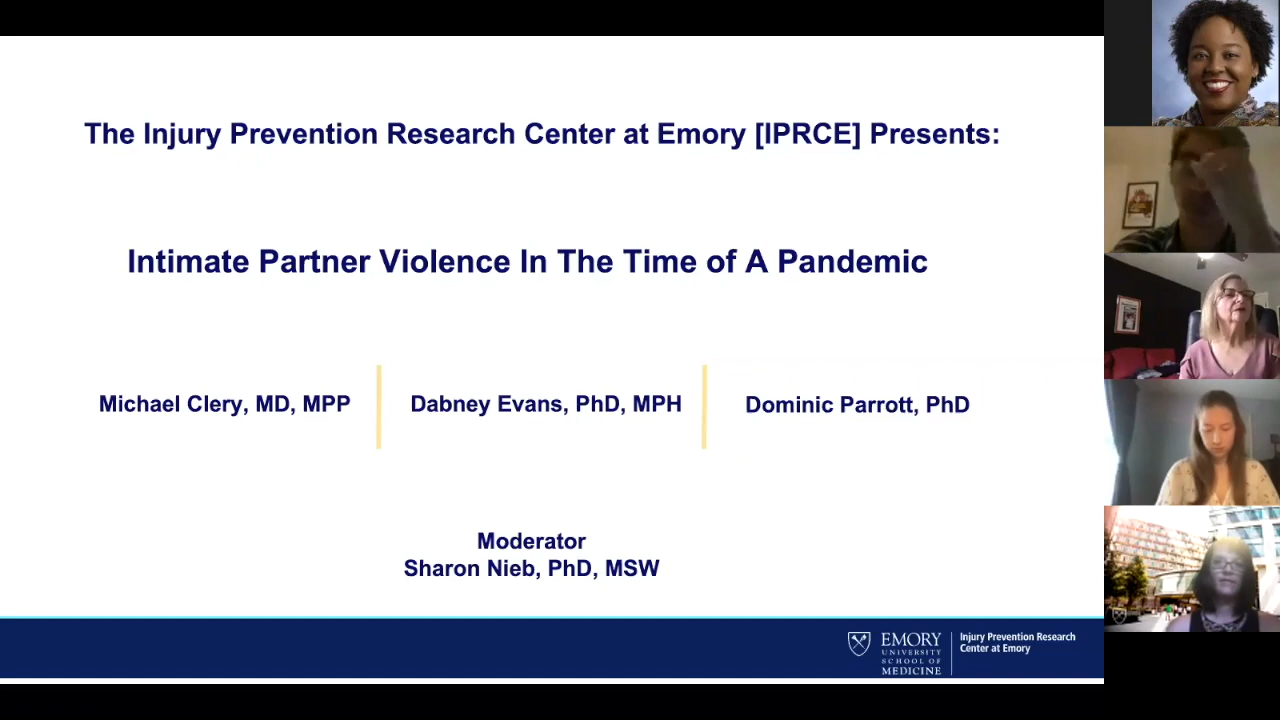 The Injury Prevention Research Center at Emory [IPRCE] Presents:
Intimate Partner Violence In The Time of A Pandemic
Michael Clery, MD, MPP
Dabney Evans, PhD, MPH
Dominic Parrott, PhD
Moderator
Sharon Nieb, PhD, MSW
EMORY
UNIVERSITY
SCHOOL OF
MEDICINE
Injury Prevention Research
Center at Emory